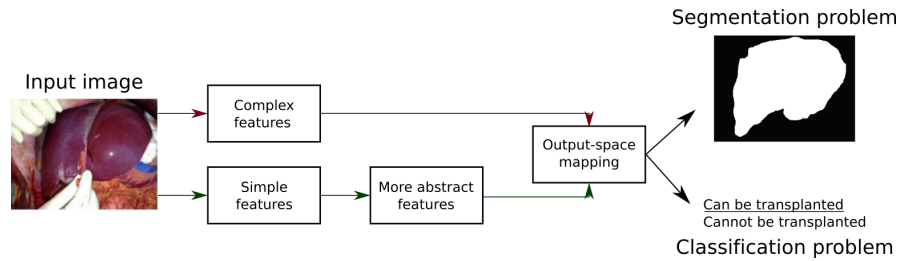 Segmentation problem
Input image
Complex
features
Output-space
mapping
Simple
features
More abstract
features
Can be transplanted
Cannot be transplanted
Classification problem